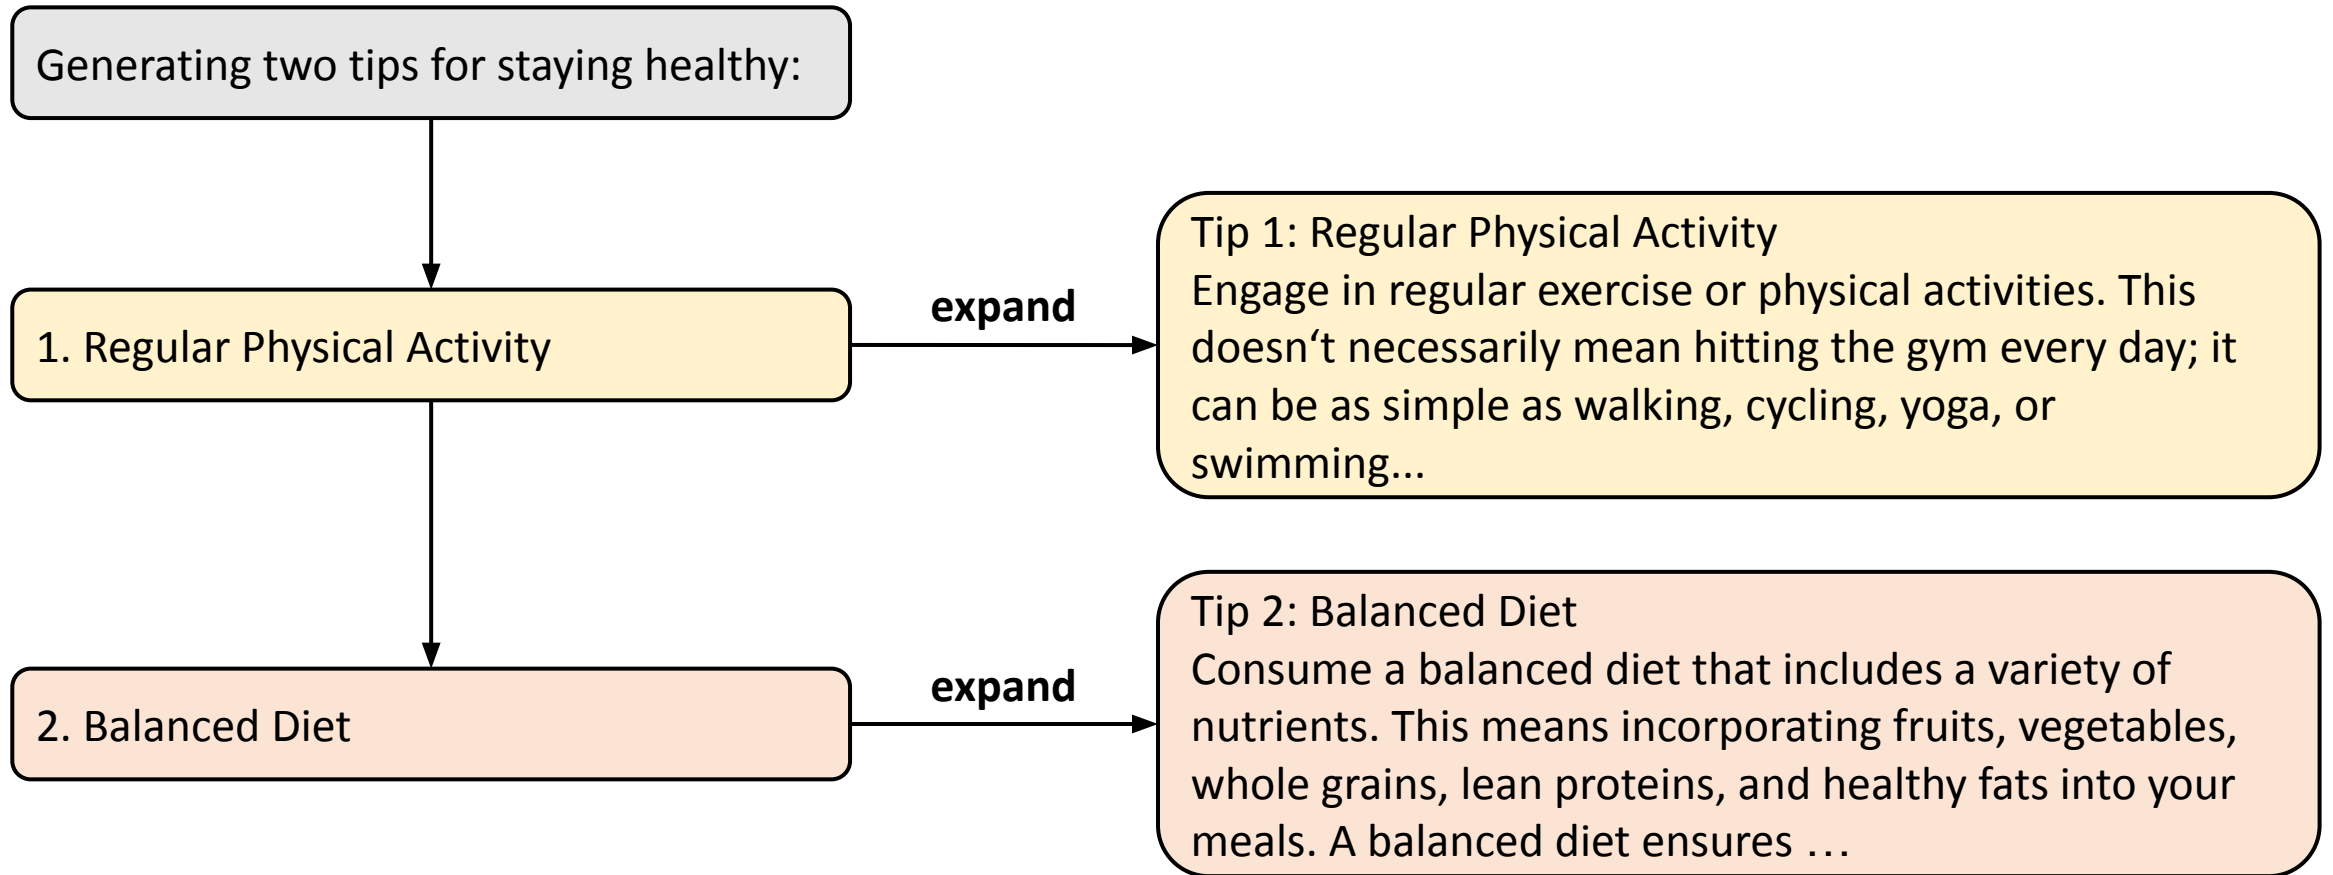 Generating two tips for staying healthy:
1. Regular Physical Activity
expand
Tip 1: Regular Physical Activity
Engage in regular exercise or physical activities. This
doesn‘t necessarily mean hitting the gym every day; it
can be as simple as walking, cycling, yoga, or
swimming...
2. Balanced Diet
expand
Tip 2: Balanced Diet
Consume a balanced diet that includes a variety of
nutrients. This means incorporating fruits, vegetables,
whole grains, lean proteins, and healthy fats into your
meals. A balanced diet ensures …